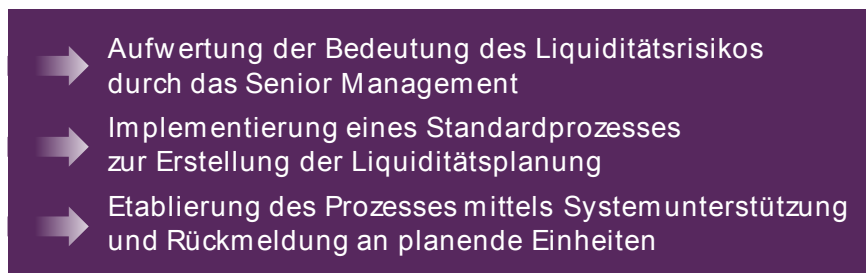 Aufwertung der Bedeutung des Liquiditätsrisikos
durch das Senior Management
Implementierung eines Standardprozesses
zur Erstellung der Liquiditätsplanung
Etablierung des Prozesses mittels Systemunterstützung
und Rückmeldung an planende Einheiten